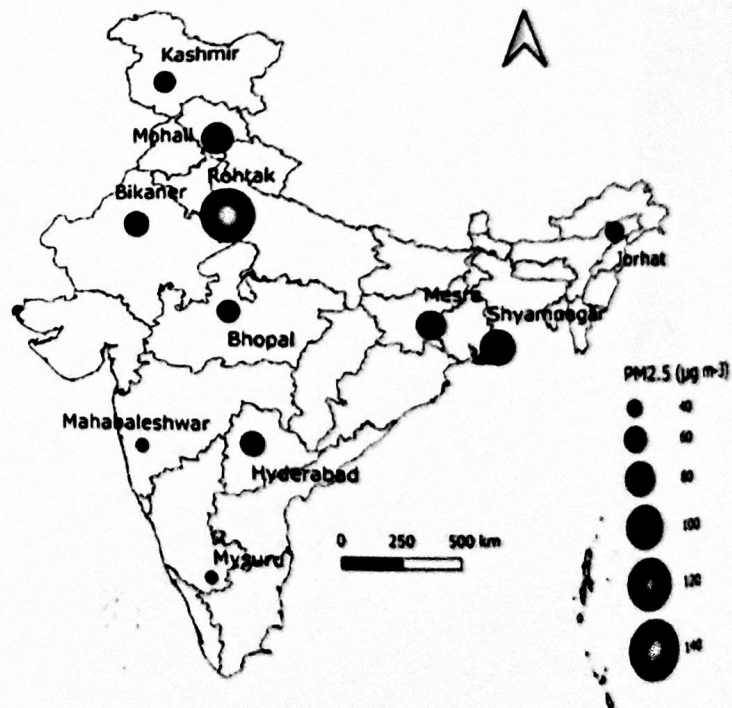 Kashmir
Mohali
Rohtak
Bikaner
Jorhat
Mesra
Shyamnagar
Bhopal
PM2.5 (µg m-3)
40
Mahabaleshwar
60
Hyderabad
80
0 250 500 km
100
120
140